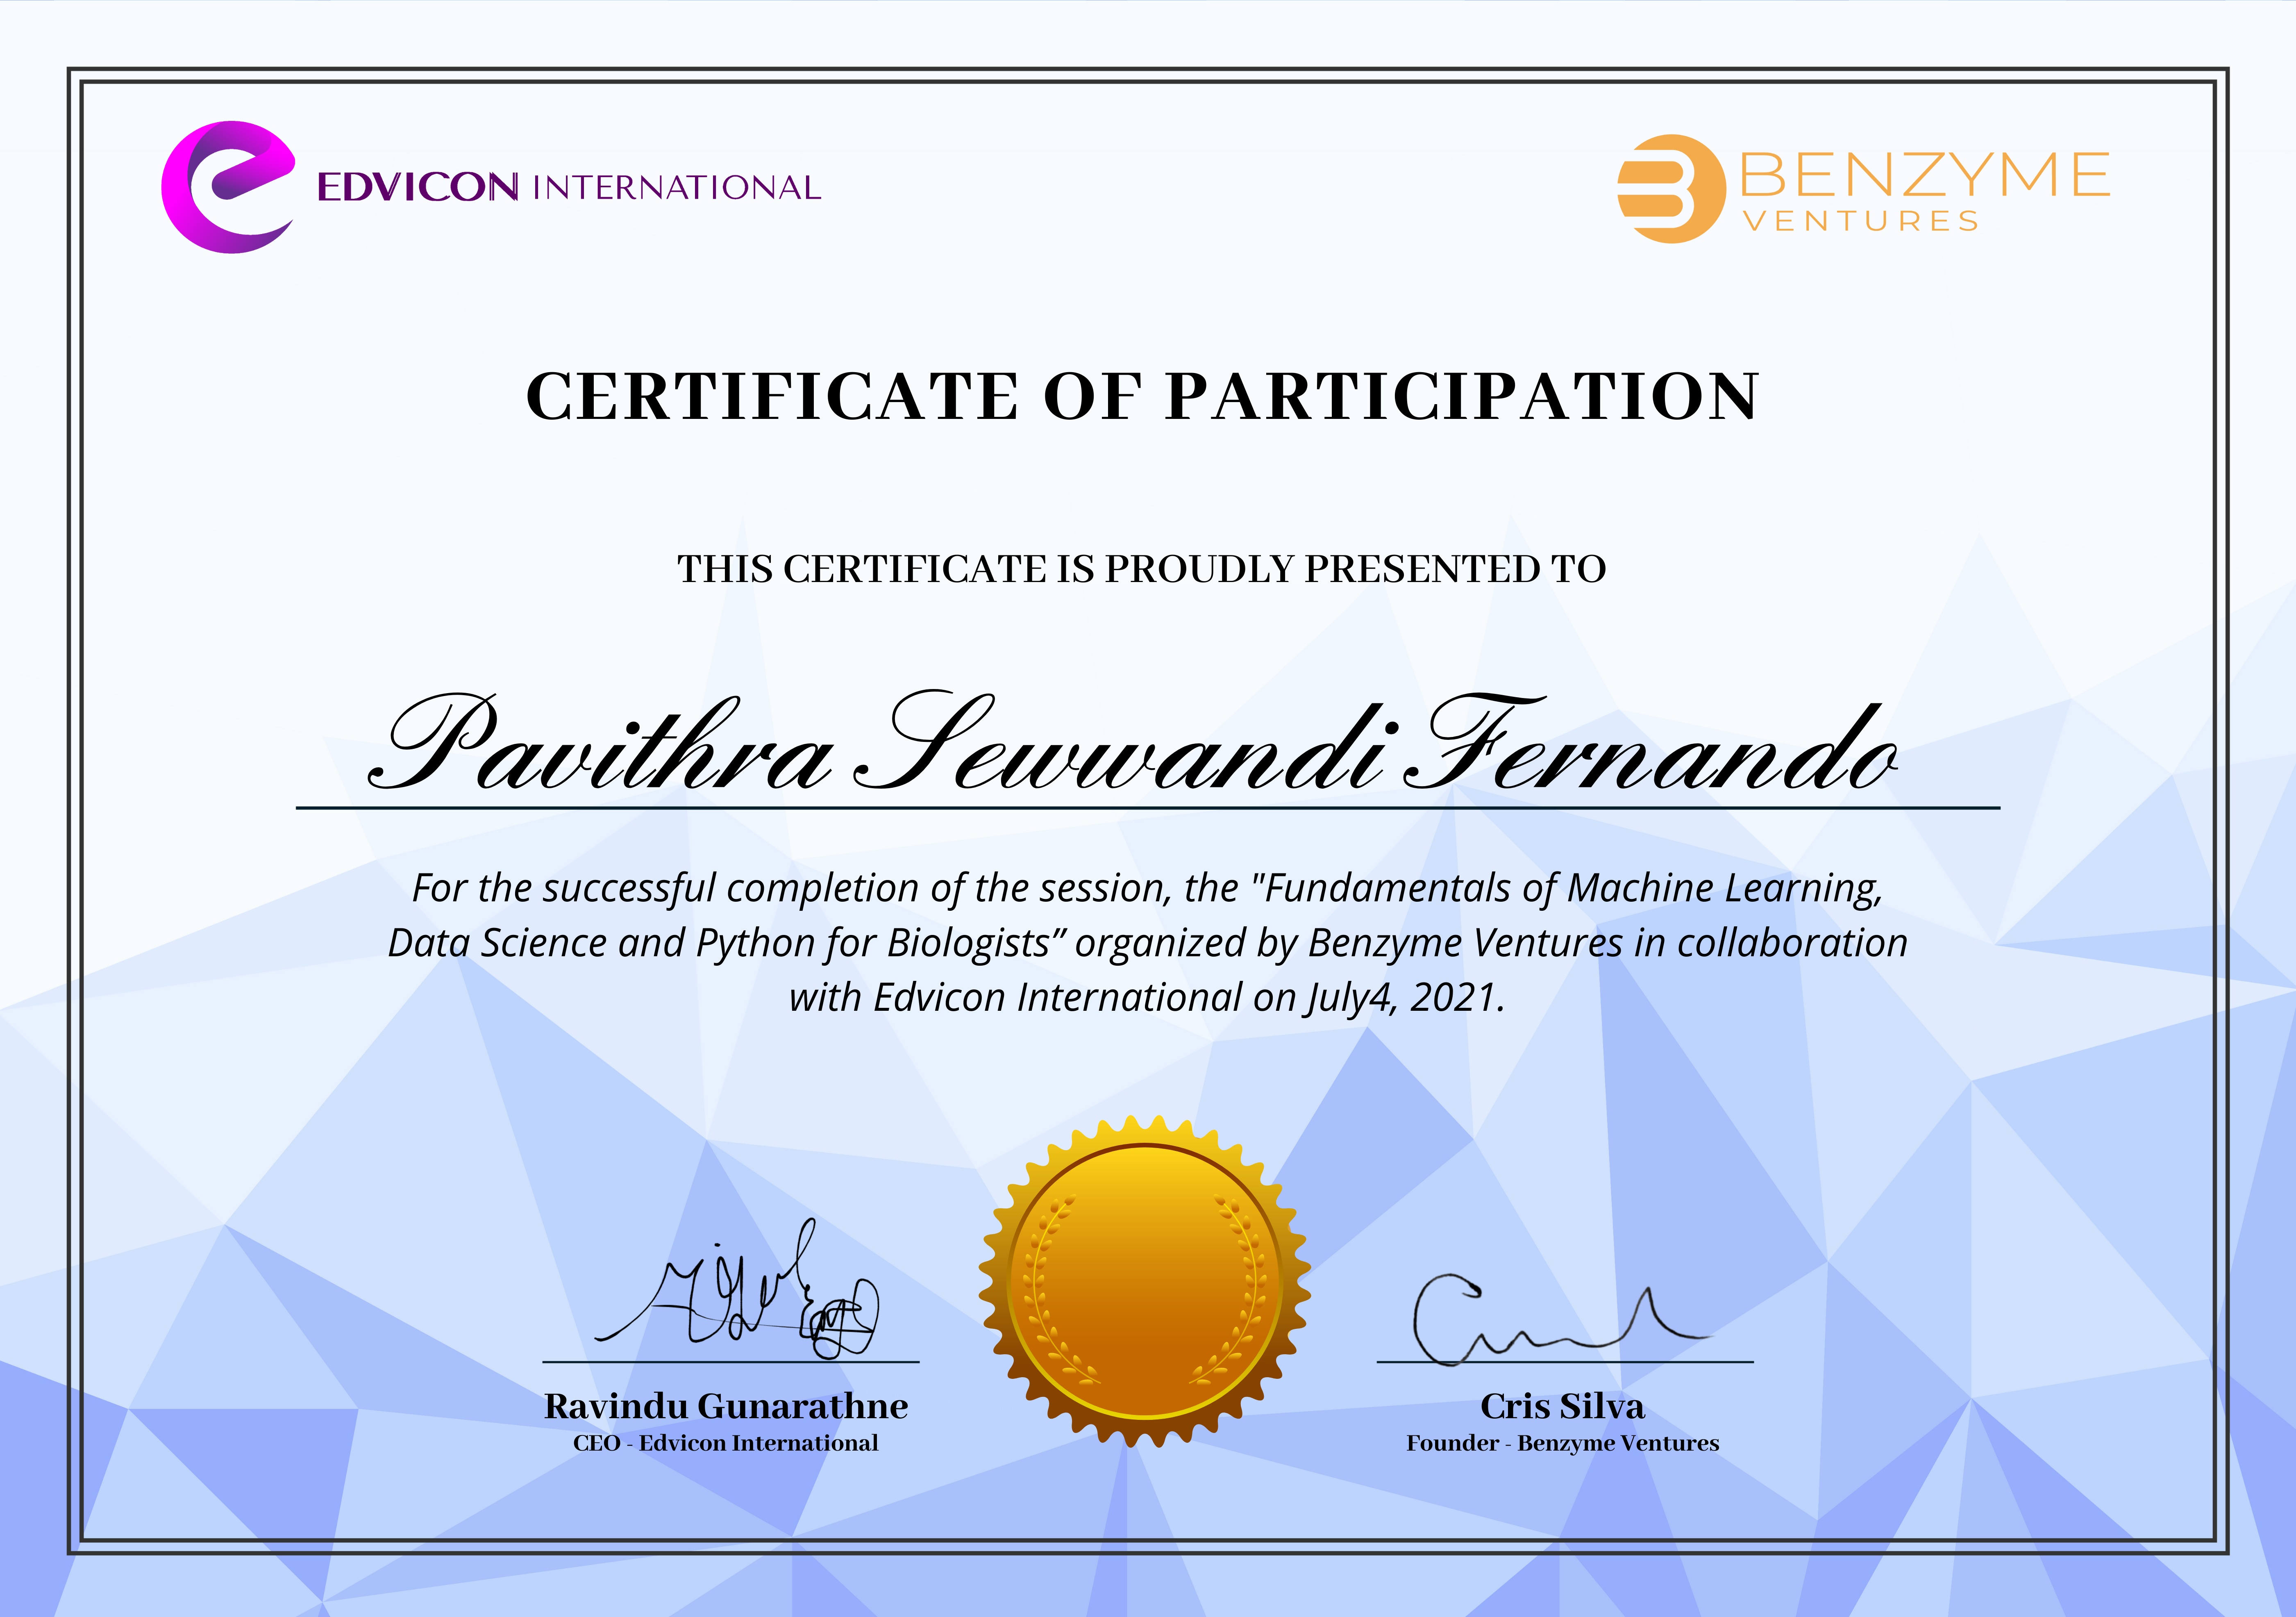 EDVICON INTERNATIONAL
BENZYME
VENTURES
CERTIFICATE OF PARTICIPATION
THIS CERTIFICATE IS PROUDLY PRESENTED TO
Pavithra Sewwandi Fernando
For the successful completion of the session, the "Fundamentals of Machine Learning,
Data Science and Python for Biologists” organized by Benzyme Ventures in collaboration
with Edvicon International on July4, 2021.
Ravindu Gunarathne
CEO - Edvicon International
Cris Silva
Founder - Benzyme Ventures